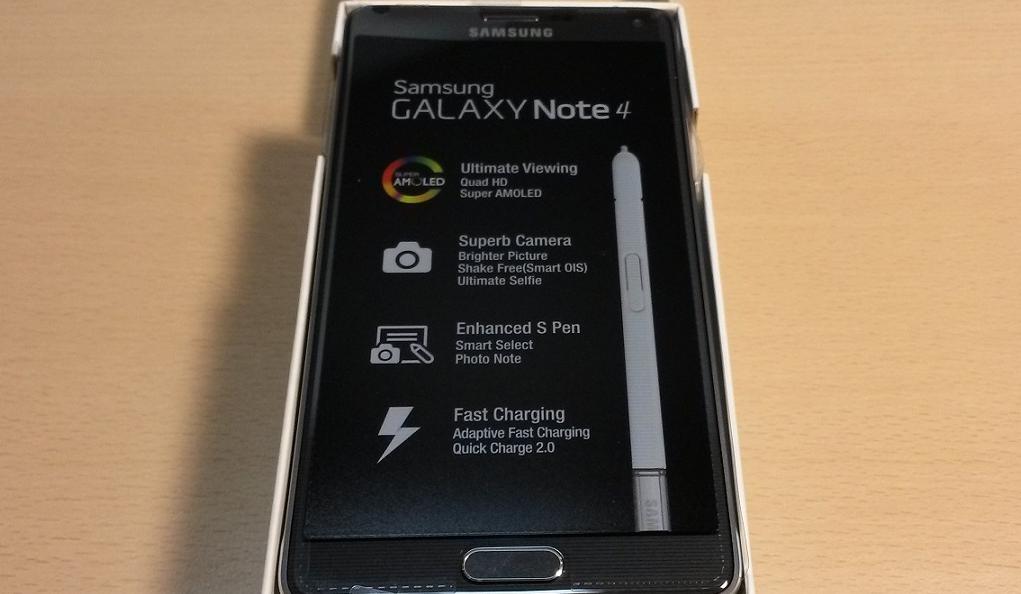 SAMSUNG
Samsung
GALAXY Note 4
SUPER
AMOLED
Ultimate Viewing
Quad HD
Super AMOLED
Superb Camera
Brighter Picture
Shake Free(Smart OIS)
Ultimate Selfie
Enhanced S Pen
Smart Select
Photo Note
Fast Charging
Adaptive Fast Charging
Quick Charge 2.0
SAM